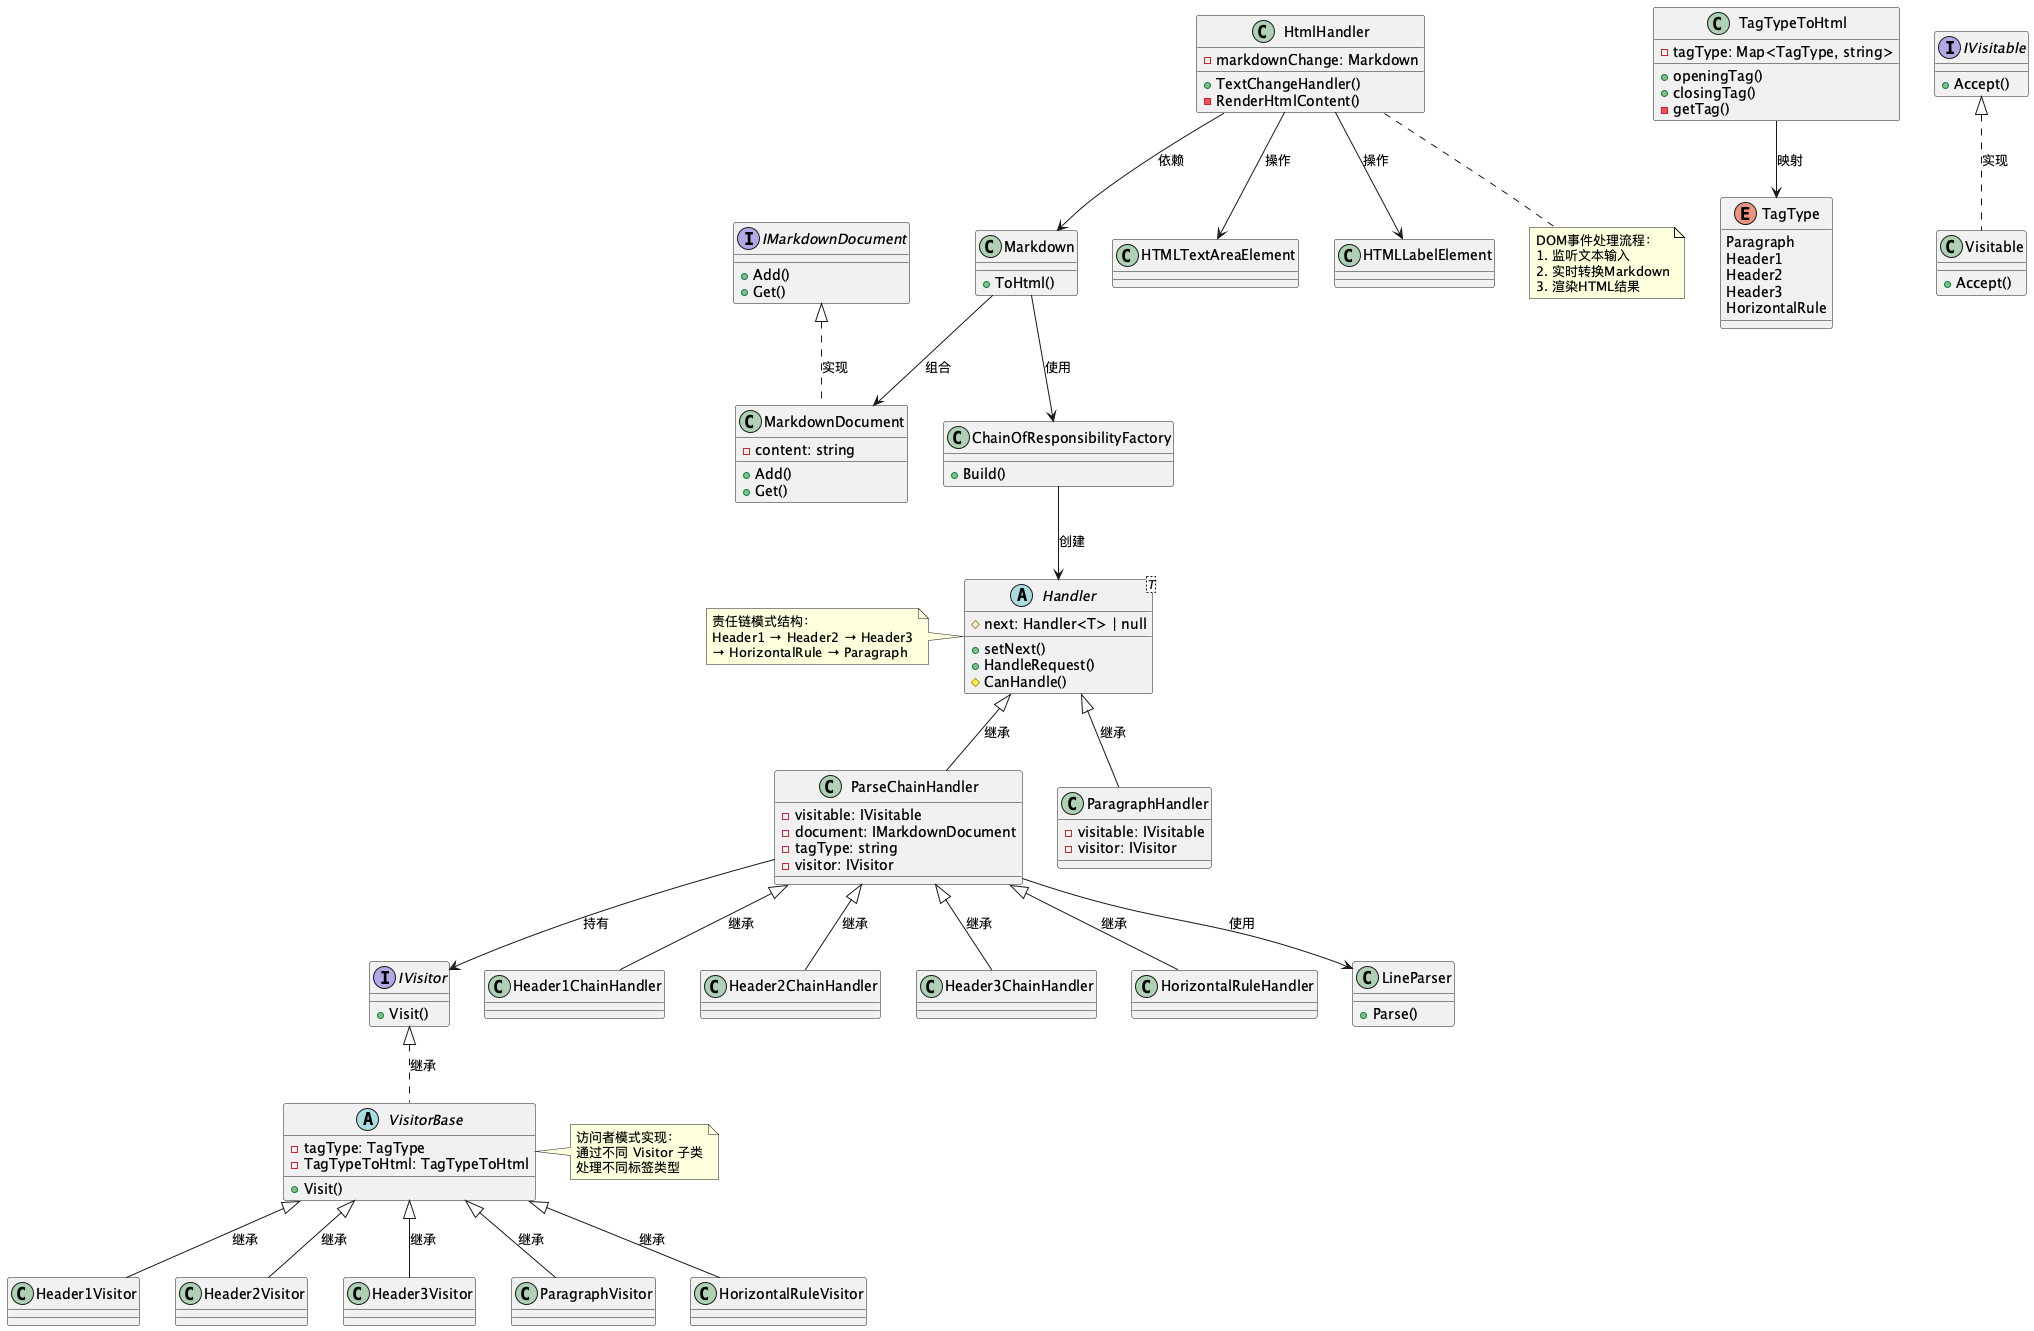 C HtmlHandler
markdownChange: Markdown
TextChangeHandler()
RenderHtmlContent()
C TagTypeToHtml
tagType: Map<TagType, string>
openingTag()
closingTag()
getTag()
I IVisitable
Accept()
依赖
操作
操作
映射
实现
I IMarkdownDocument
Add()
Get()
C Markdown
ToHtml()
C HTMLTextAreaElement
C HTMLLabelElement
DOM事件处理流程：
1. 监听文本输入
2. 实时转换Markdown
3. 渲染HTML结果
E TagType
Paragraph
Header1
Header2
Header3
HorizontalRule
C Visitable
Accept()
实现
组合
使用
C MarkdownDocument
content: string
Add()
Get()
C ChainOfResponsibilityFactory
Build()
创建
责任链模式结构：
Header1 → Header2 → Header3
→ HorizontalRule → Paragraph
A Handler T
next: Handler<T> | null
setNext()
HandleRequest()
CanHandle()
继承
继承
C ParseChainHandler
visitable: IVisitable
document: IMarkdownDocument
tagType: string
visitor: IVisitor
C ParagraphHandler
visitable: IVisitable
visitor: IVisitor
持有
继承
继承
继承
继承
使用
I IVisitor
Visit()
C Header1ChainHandler
C Header2ChainHandler
C Header3ChainHandler
C HorizontalRuleHandler
C LineParser
Parse()
继承
A VisitorBase
tagType: TagType
TagTypeToHtml: TagTypeToHtml
Visit()
访问者模式实现：
通过不同 Visitor 子类
处理不同标签类型
继承
继承
继承
继承
继承
C Header1Visitor
C Header2Visitor
C Header3Visitor
C ParagraphVisitor
C HorizontalRuleVisitor